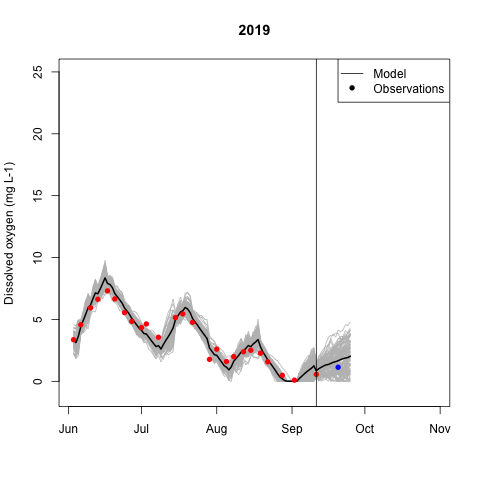 2019
Model
Observations
Dissolved oxygen (mg L-1)
25
20
15
10
5
0
Jun Jul Aug Sep Oct Nov